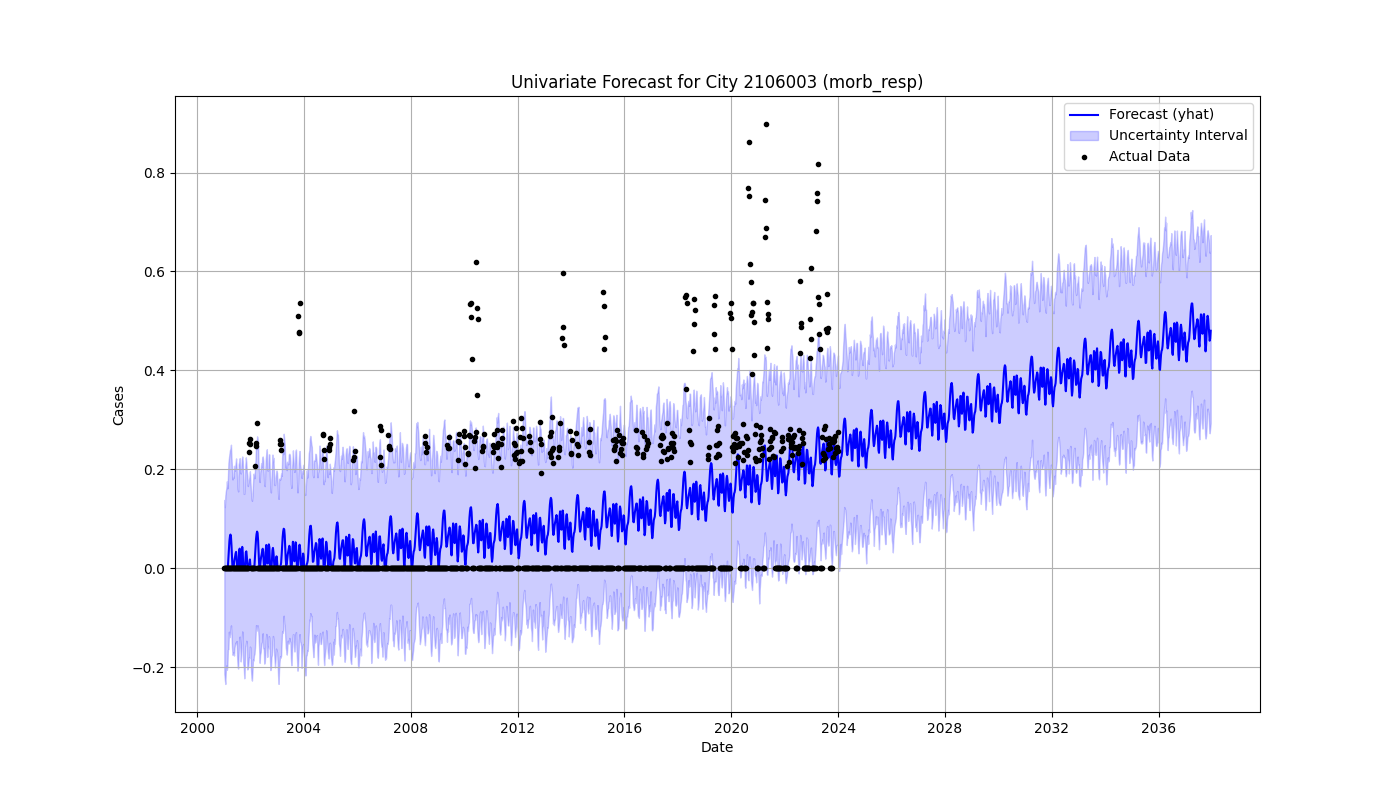 Univariate Forecast for City 2106003 (morb_resp)
Forecast (yhat)
Uncertainty Interval
Actual Data
Cases
0.8
0.6
0.4
0.2
0.0
−0.2
2000 2004 2008 2012 2016 2020 2024 2028 2032 2036
Date